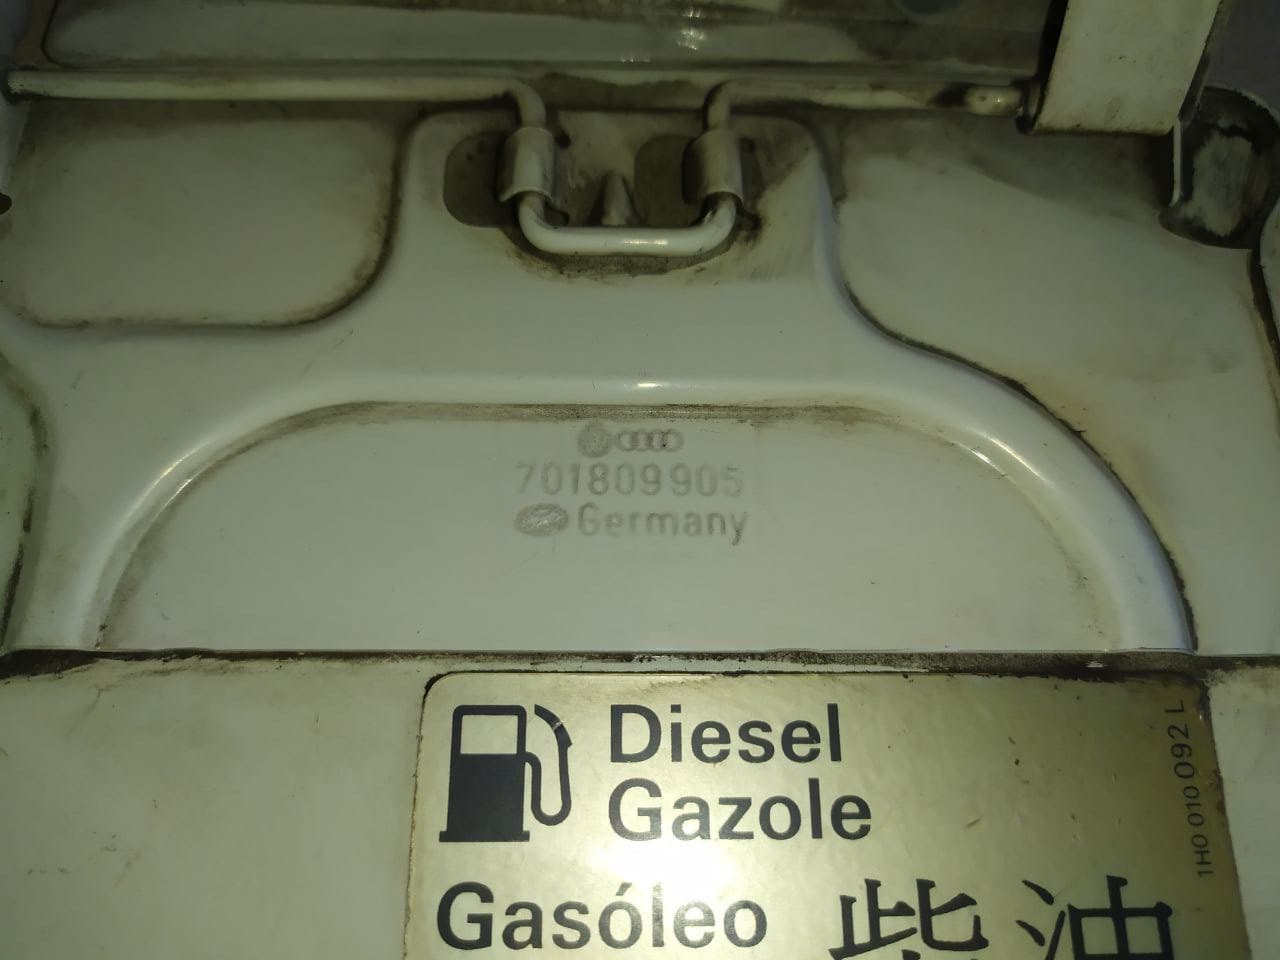 701809905
Germany
Diesel
Gazole
Gasóleo 柴油
1H0 010 092 L